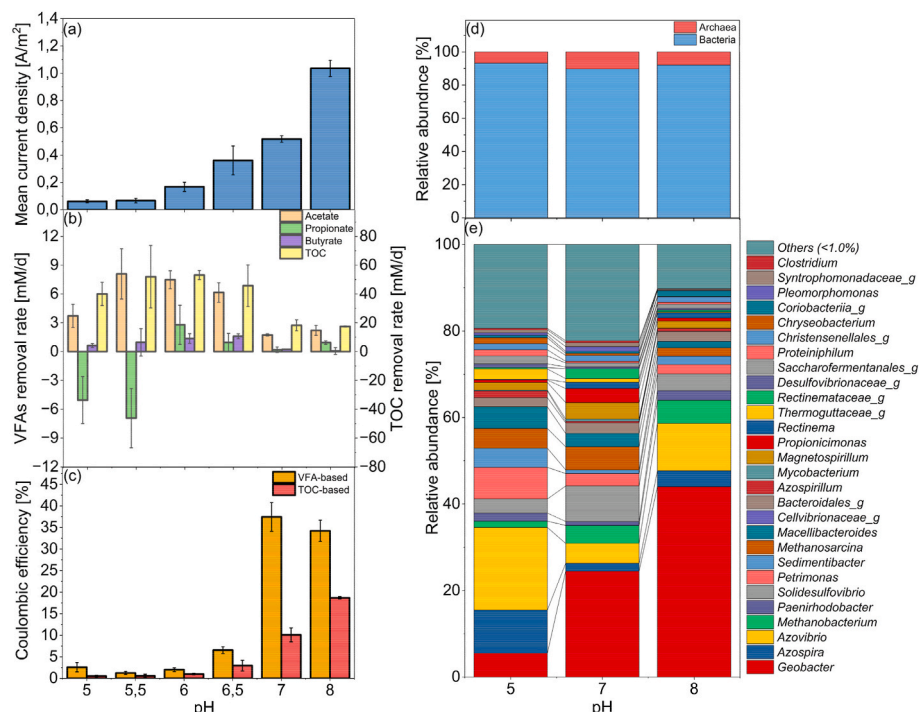 (a)
Mean current density [A/m²]
1,4
1,2
1,0
0,8
0,6
0,4
0,2
0,0
(b)
Acetate
Propionate
Butyrate
TOC
VFAs removal rate [mM/d]
12
9
6
3
0
−3
−6
−9
−12
TOC removal rate [mM/d]
80
60
40
20
0
−20
−40
−60
−80
(c)
VFA-based
TOC-based
Coulombic efficiency [%]
45
40
35
30
25
20
15
10
5
0
5
5,5
6
6,5
7
8
pH
(d)
Archaea
Bacteria
Relative abundnce [%]
100
80
60
40
20
0
5
7
8
(e)
Relative abundance [%]
100
80
60
40
20
0
5
7
8
pH
Others (<1.0%)
Clostridium
Syntrophomonadaceae_g
Pleomorphomonas
Coriobacteriia_g
Chryseobacterium
Christensenellales_g
Proteiniphilum
Saccharofermentanales_g
Desulfovibrionaceae_g
Rectinemataceae_g
Thermoguttaceae_g
Rectinema
Propionicimonas
Magnetospirillum
Mycobacterium
Azospirillum
Bacteroidales_g
Cellvibrionaceae_g
Macellibacteroides
Methanosarcina
Sedimentibacter
Petrimonas
Solidesulfovibrio
Paenirhodobacter
Methanobacterium
Azovibrio
Azospira
Geobacter